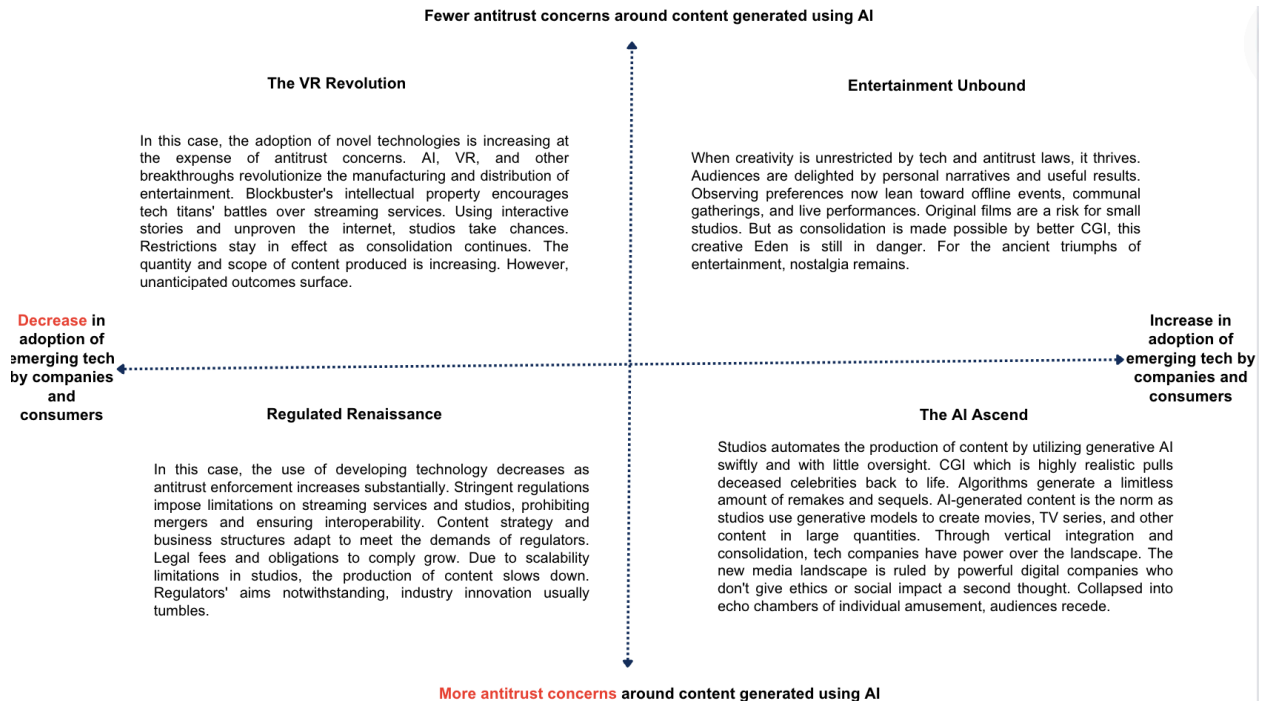 Fewer antitrust concerns around content generated using AI
The VR Revolution
In this case, the adoption of novel technologies is increasing at
the expense of antitrust concerns. AI, VR, and other
breakthroughs revolutionize the manufacturing and distribution of
entertainment. Blockbuster's intellectual property encourages
tech titans' battles over streaming services. Using interactive
stories and unproven the internet, studios take chances.
Restrictions stay in effect as consolidation continues. The
quantity and scope of content produced is increasing. However,
unanticipated outcomes surface.
Entertainment Unbound
When creativity is unrestricted by tech and antitrust laws, it thrives.
Audiences are delighted by personal narratives and useful results.
Observing preferences now lean toward offline events, communal
gatherings, and live performances. Original films are a risk for small
studios. But as consolidation is made possible by better CGI, this
creative Eden is still in danger. For the ancient triumphs of
entertainment, nostalgia remains.
Decrease in
adoption of
emerging tech
by companies
and
consumers
Increase in
adoption of
emerging tech by
companies and
consumers
Regulated Renaissance
In this case, the use of developing technology decreases as
antitrust enforcement increases substantially. Stringent regulations
impose limitations on streaming services and studios, prohibiting
mergers and ensuring interoperability. Content strategy and
business structures adapt to meet the demands of regulators.
Legal fees and obligations to comply grow. Due to scalability
limitations in studios, the production of content slows down.
Regulators' aims notwithstanding, industry innovation usually
tumbles.
The AI Ascend
Studios automates the production of content by utilizing generative AI
swiftly and with little oversight. CGI which is highly realistic pulls
deceased celebrities back to life. Algorithms generate a limitless
amount of remakes and sequels. AI-generated content is the norm as
studios use generative models to create movies, TV series, and other
content in large quantities. Through vertical integration and
consolidation, tech companies have power over the landscape. The
new media landscape is ruled by powerful digital companies who
don't give ethics or social impact a second thought. Collapsed into
echo chambers of individual amusement, audiences recede.
More antitrust concerns around content generated using AI